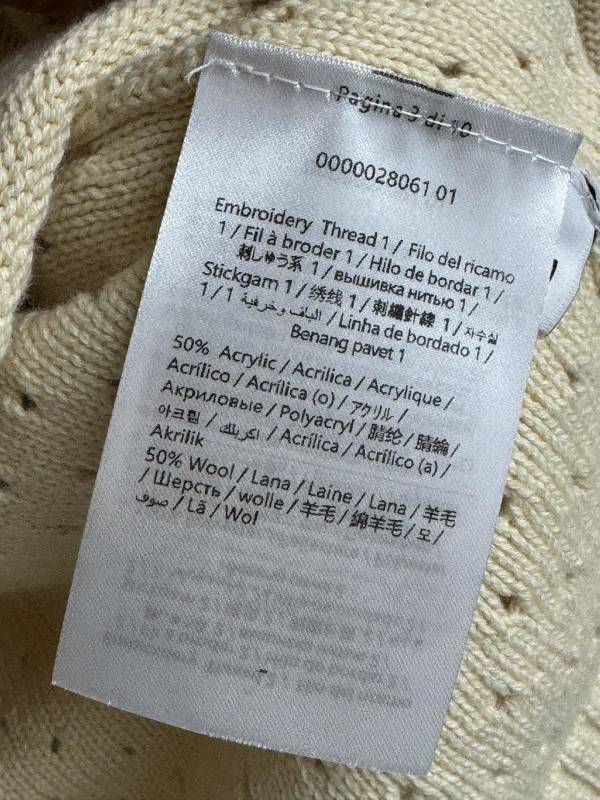 Pagina 3 di 10
0000028061 01
Embroidery Thread 1 / Filo del ricamo
1 / Fil à broder 1 / Hilo de bordar 1 /
刺しゅう系 1 / вышивка нитью 1 /
Stickgarn 1 / 绣线 1 / 刺繡針線 1 / 자수실
1 / 1 الياف وخرفية / Linha de bordado 1 /
Benang pavet 1
50% Acrylic / Acrilica / Acrylique /
Acrílico / Acrílica (o) / アクリル /
Акриловые / Polyacryl / 腈纶 / 腈綸 /
아크릴 / اكريلك / Acrílica / Acrílico (a) /
Akrilik
50% Wool / Lana / Laine / Lana / 羊毛
/ Шерсть / wolle / 羊毛 / 綿羊毛 / 모 /
صوف / Lã / Wol